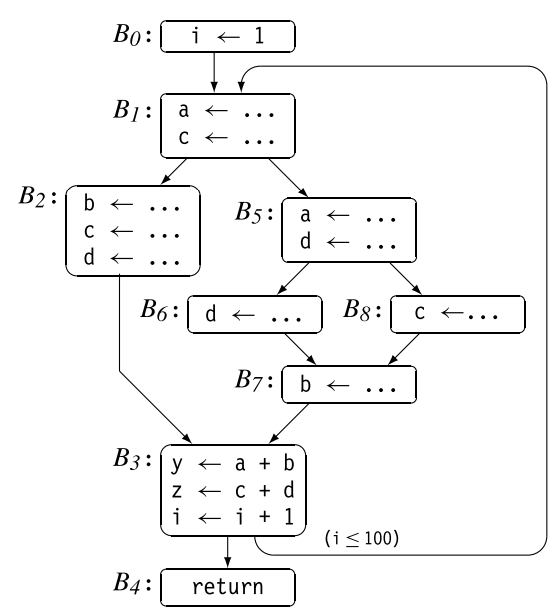 B0: i ← 1
B1: a ← ...
c ← ...
B2: b ← ...
c ← ...
d ← ...
B5: a ← ...
d ← ...
B6: d ← ...
B8: c ←...
B7: b ← ...
B3: y ← a + b
z ← c + d
i ← i + 1
(i ≤ 100)
B4: return